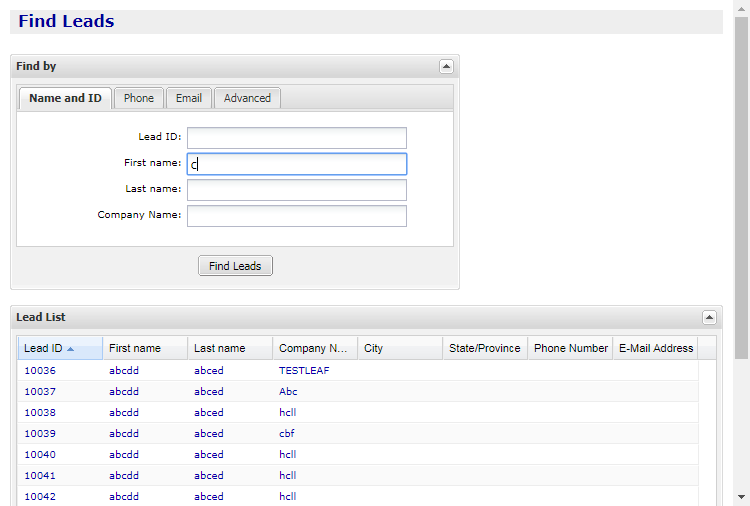 Find Leads
Find by
Name and ID Phone Email Advanced
Lead ID:
First name: c
Last name:
Company Name:
Find Leads
Lead List
Lead ID First name Last name Company N... City State/Province Phone Number E-Mail Address
10036 abcdd abced TESTLEAF
10037 abcdd abced Abc
10038 abcdd abced hcll
10039 abcdd abced cbf
10040 abcdd abced hcll
10041 abcdd abced hcll
10042 abcdd abced hcll